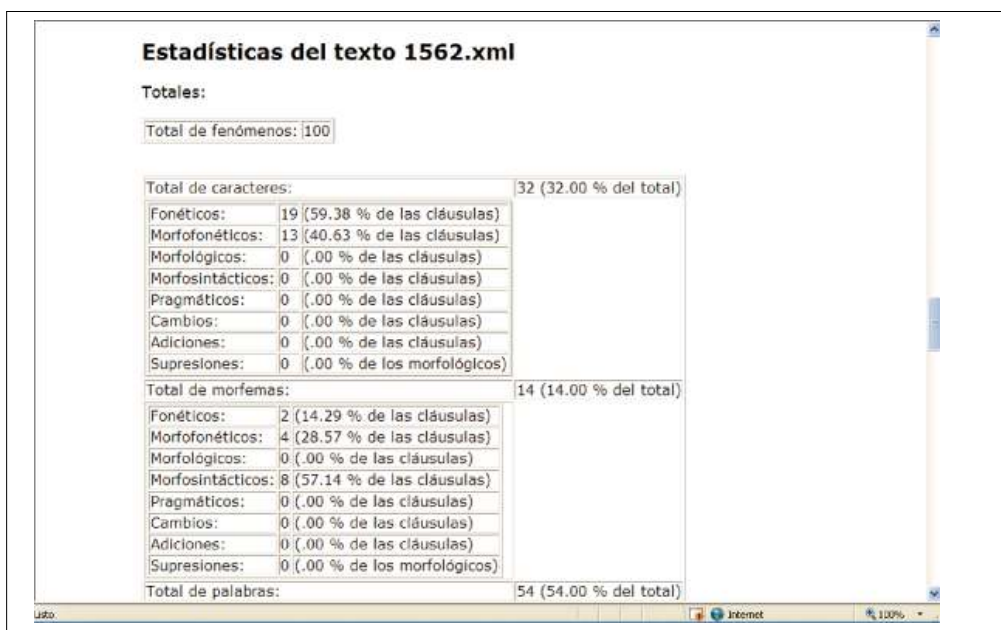 Estadísticas del texto 1562.xml
Totales:
Total de fenómenos: 100
Total de caracteres: 32 (32.00 % del total)
Fonéticos: 19 (59.38 % de las cláusulas)
Morfofonéticos: 13 (40.63 % de las cláusulas)
Morfológicos: 0 (.00 % de las cláusulas)
Morfosintácticos: 0 (.00 % de las cláusulas)
Pragmáticos: 0 (.00 % de las cláusulas)
Cambios: 0 (.00 % de las cláusulas)
Adiciones: 0 (.00 % de las cláusulas)
Supresiones: 0 (.00 % de los morfológicos)
Total de morfemas: 14 (14.00 % del total)
Fonéticos: 2 (14.29 % de las cláusulas)
Morfofonéticos: 4 (28.57 % de las cláusulas)
Morfológicos: 0 (.00 % de las cláusulas)
Morfosintácticos: 8 (57.14 % de las cláusulas)
Pragmáticos: 0 (.00 % de las cláusulas)
Cambios: 0 (.00 % de las cláusulas)
Adiciones: 0 (.00 % de las cláusulas)
Supresiones: 0 (.00 % de los morfológicos)
Total de palabras: 54 (54.00 % del total)
Listo Internet 100%